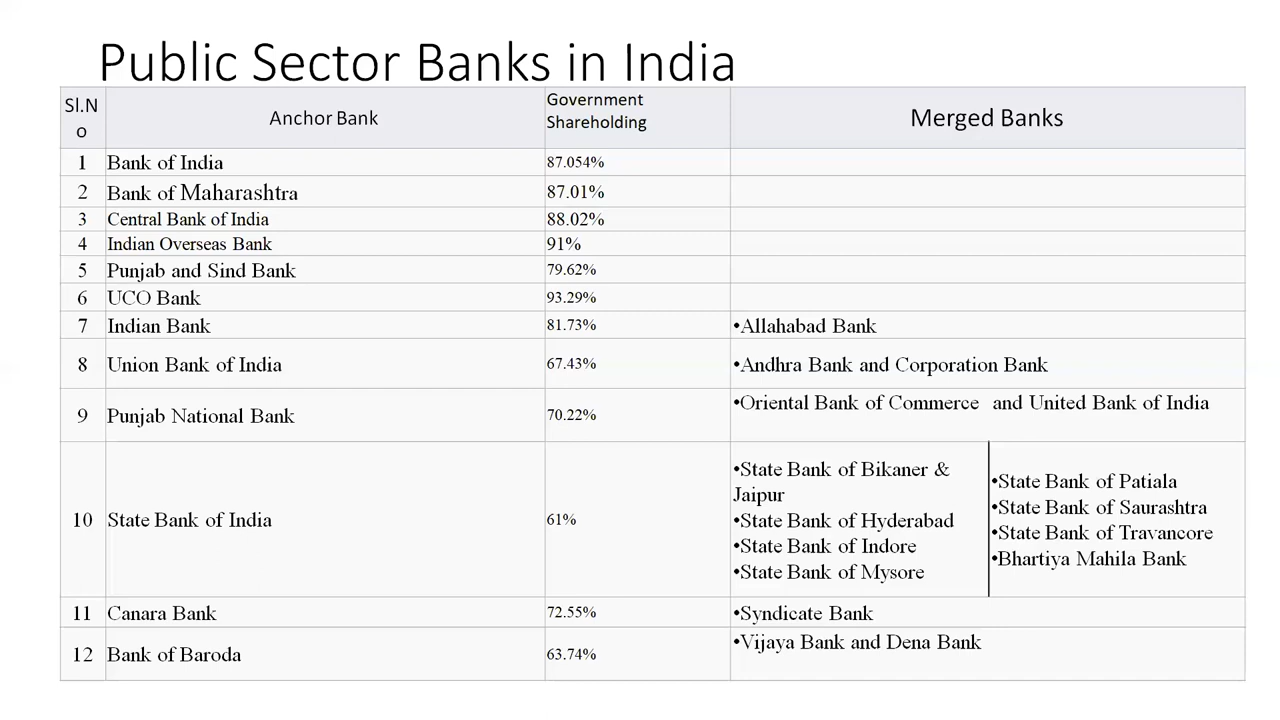 Public Sector Banks in India
Sl.N
o
Anchor Bank
Government
Shareholding
Merged Banks
1 Bank of India 87.054%
2 Bank of Maharashtra 87.01%
3 Central Bank of India 88.02%
4 Indian Overseas Bank 91%
5 Punjab and Sind Bank 79.62%
6 UCO Bank 93.29%
7 Indian Bank 81.73% •Allahabad Bank
8 Union Bank of India 67.43% •Andhra Bank and Corporation Bank
9 Punjab National Bank 70.22% •Oriental Bank of Commerce and United Bank of India
10 State Bank of India 61%
•State Bank of Bikaner &
Jaipur
•State Bank of Hyderabad
•State Bank of Indore
•State Bank of Mysore
•State Bank of Patiala
•State Bank of Saurashtra
•State Bank of Travancore
•Bhartiya Mahila Bank
11 Canara Bank 72.55% •Syndicate Bank
12 Bank of Baroda 63.74% •Vijaya Bank and Dena Bank